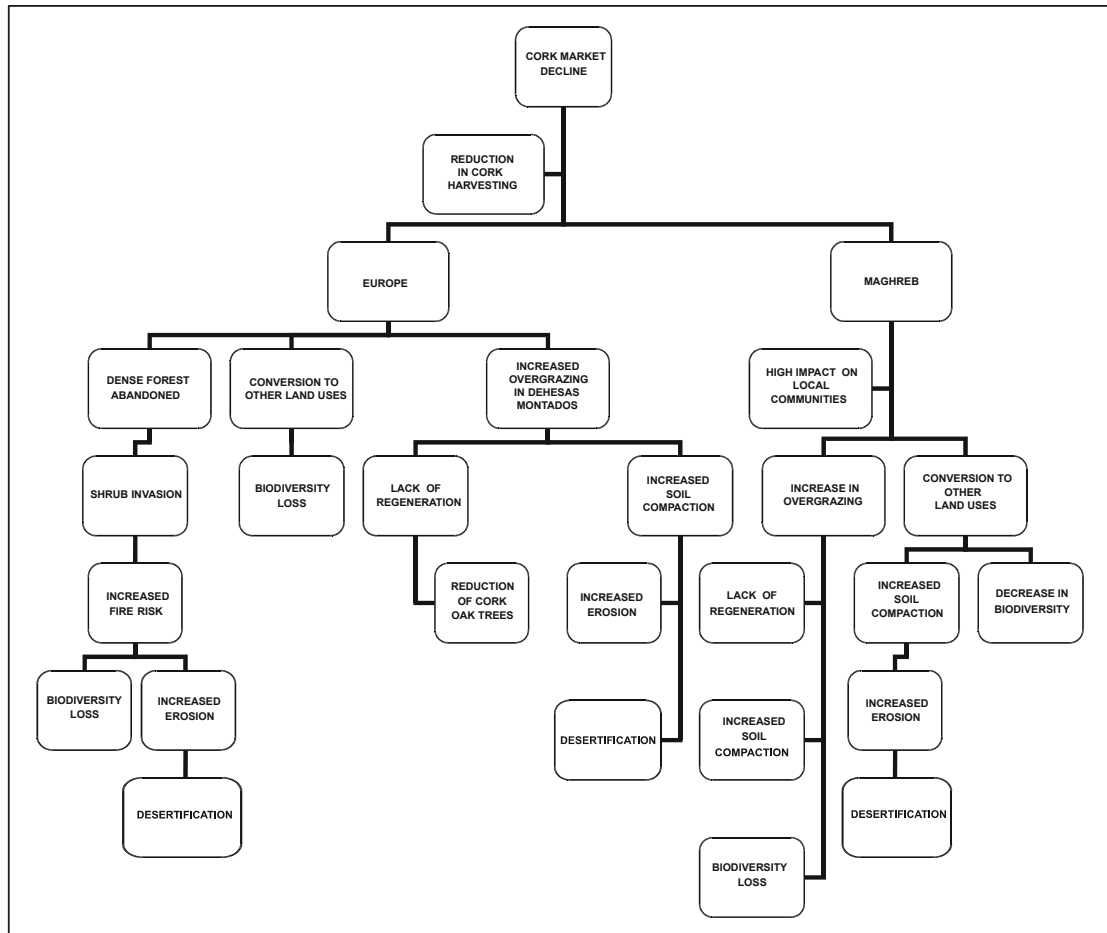 CORK MARKET
DECLINE
REDUCTION
IN CORK
HARVESTING
EUROPE
MAGHREB
DENSE FOREST
ABANDONED
CONVERSION TO
OTHER LAND USES
INCREASED
OVERGRAZING
IN DEHESAS
MONTADOS
HIGH IMPACT ON
LOCAL
COMMUNITIES
SHRUB INVASION
BIODIVERSITY
LOSS
LACK OF
REGENERATION
INCREASED
SOIL
COMPACTION
INCREASE IN
OVERGRAZING
CONVERSION TO
OTHER
LAND USES
INCREASED
FIRE RISK
REDUCTION
OF CORK
OAK TREES
INCREASED
EROSION
LACK OF
REGENERATION
INCREASED
SOIL
COMPACTION
DECREASE IN
BIODIVERSITY
BIODIVERSITY
LOSS
INCREASED
EROSION
DESERTIFICATION
INCREASED
SOIL
COMPACTION
INCREASED
EROSION
DESERTIFICATION
DESERTIFICATION
BIODIVERSITY
LOSS